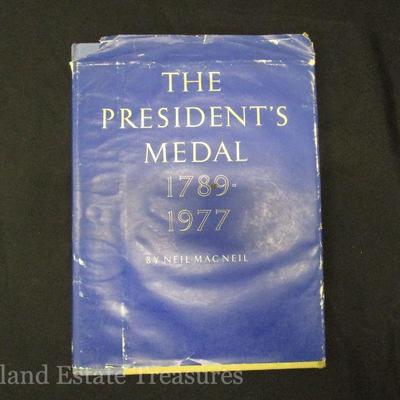 THE
PRESIDENT'S
MEDAL
1789-
1977
BY NEIL MAC NEIL
land Estate Treasures